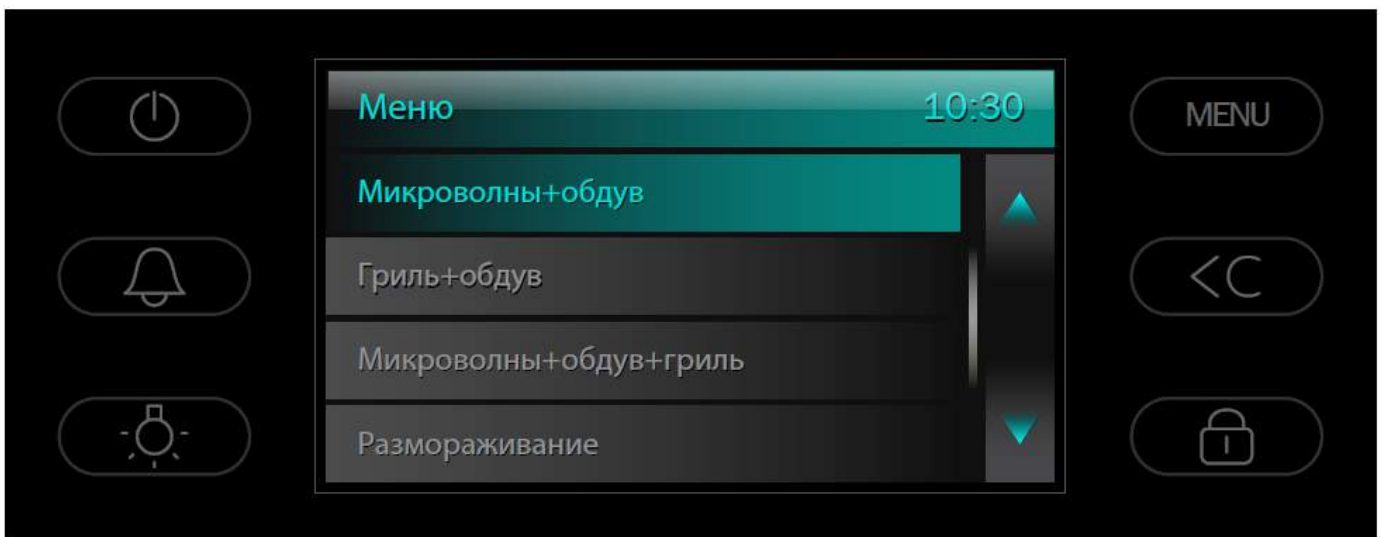 Меню 10:30
MENU
Микроволны+обдув
Гриль+обдув
<C
Микроволны+обдув+гриль
Размораживание